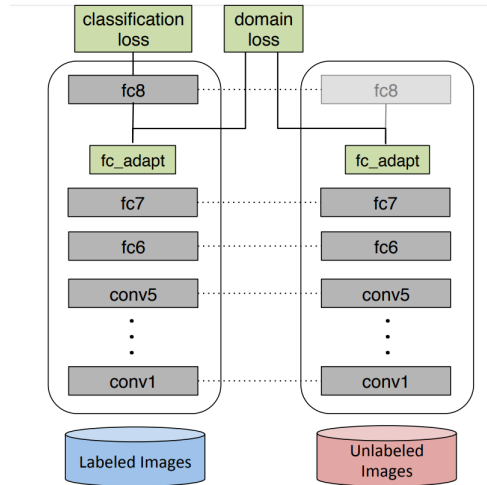 classification
loss
domain
loss
fc8
fc8
fc_adapt
fc_adapt
fc7
fc7
fc6
fc6
conv5
conv5
conv1
conv1
Labeled Images
Unlabeled
Images